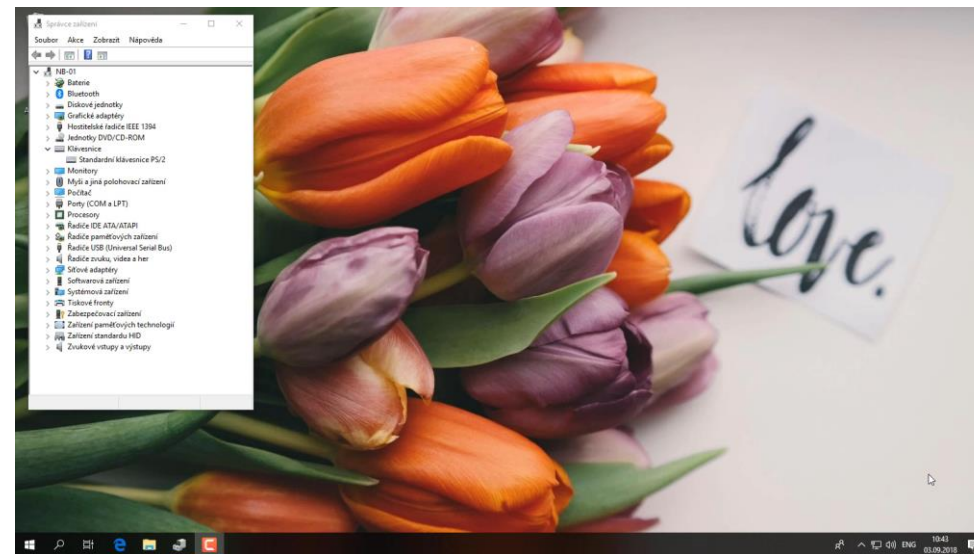 Správce zařízení
Soubor Akce Zobrazit Nápověda
NB-01
Baterie
Bluetooth
Diskové jednotky
Grafické adaptéry
Hostitelské řadiče IEEE 1394
Jednotky DVD/CD-ROM
Klávesnice
Standardní klávesnice PS/2
Monitory
Myši a jiná polohovací zařízení
Počítač
Porty (COM a LPT)
Procesory
Řadiče IDE ATA/ATAPI
Řadiče paměťových zařízení
Řadiče USB (Universal Serial Bus)
Řadiče zvuku, videa a her
Síťové adaptéry
Softwarová zařízení
Systémová zařízení
Tiskové fronty
Zabezpečovací zařízení
Zařízení paměťových technologií
Zařízení standardu HID
Zvukové vstupy a výstupy
love.
ENG
10:43
03.09.2018